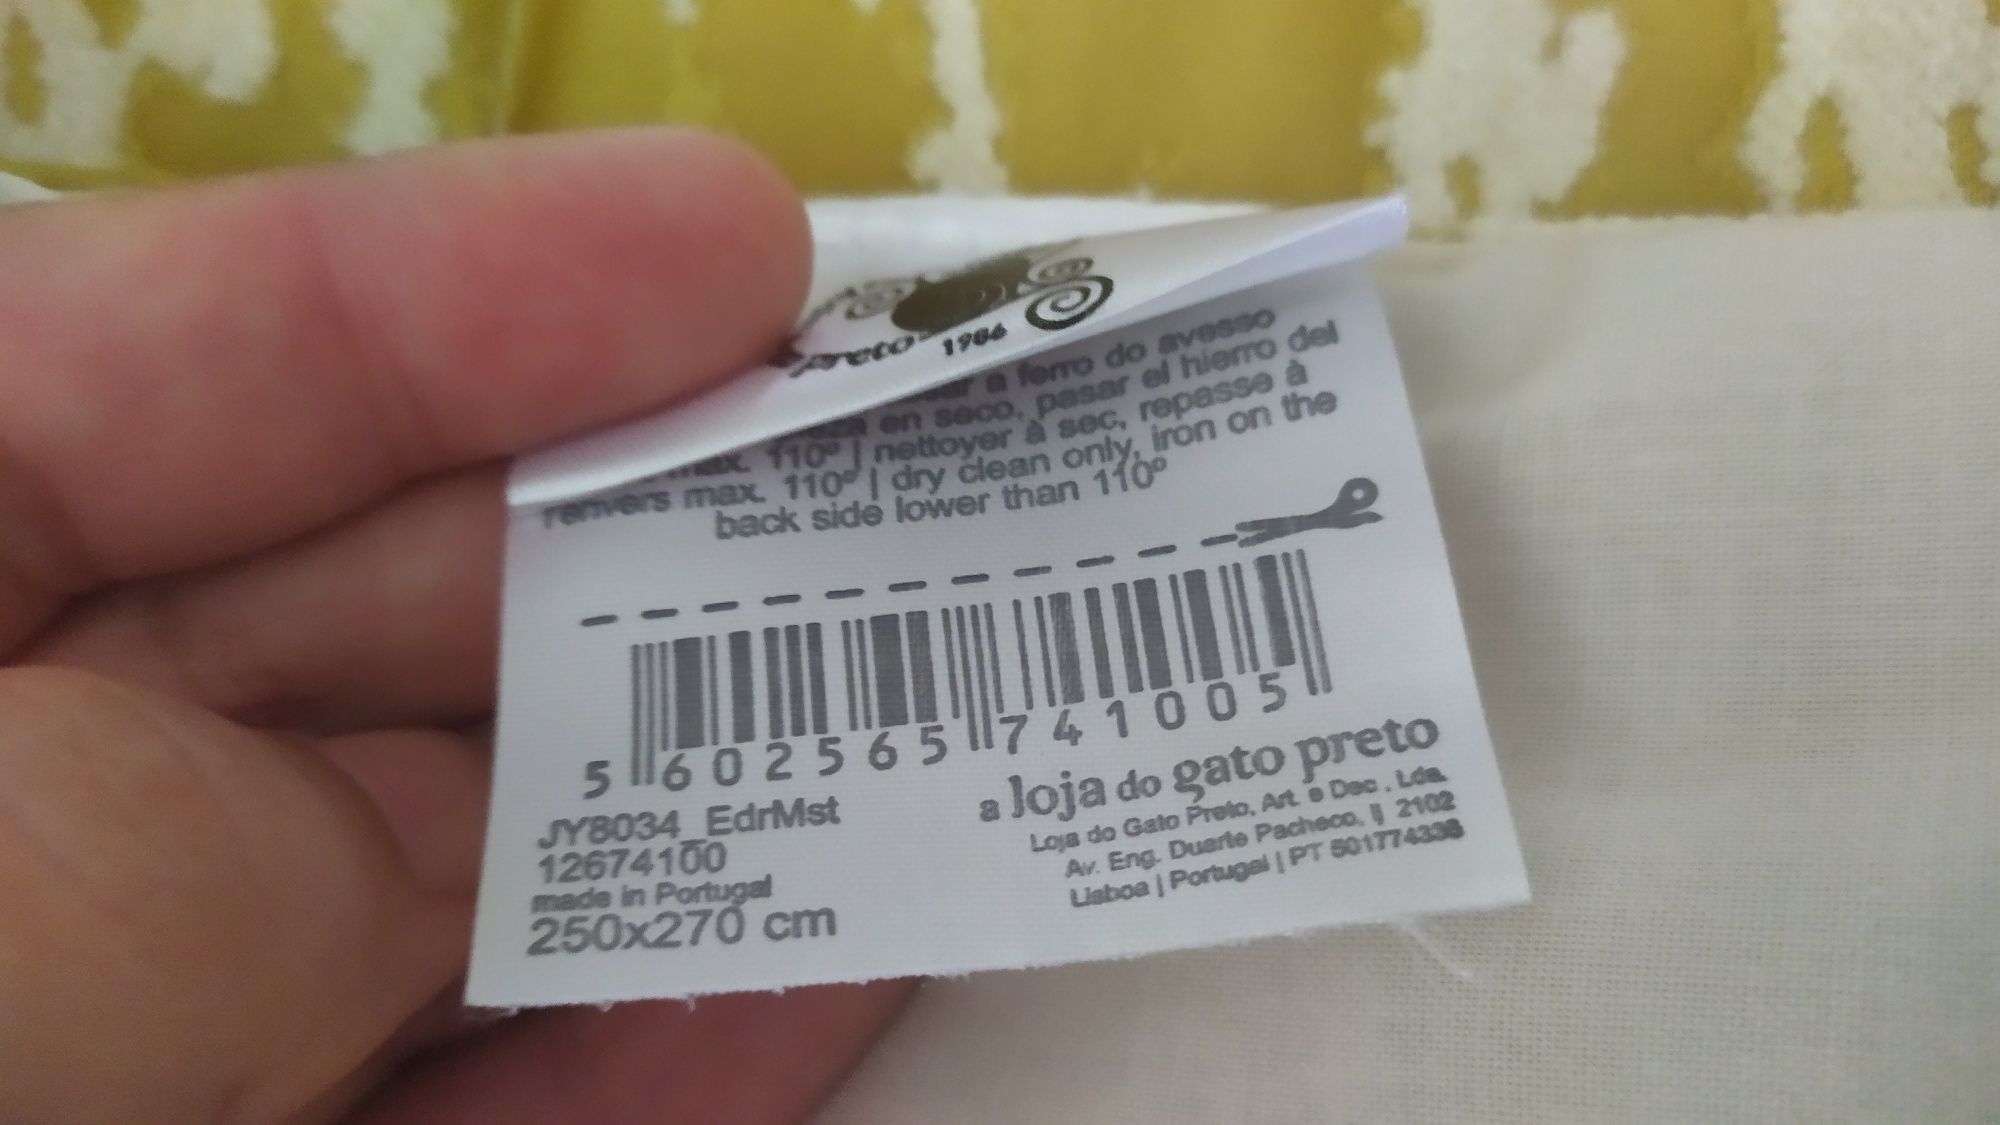 preto
1986
a ferro do avesso
en seco, pasar el hierro del
max. 110º | nettoyer à sec, repasse à
renvers max. 110º | dry clean only, iron on the
back side lower than 110º
5 602565 741005
JY8034_EdrMst
12674100
made in Portugal
250x270 cm
a loja do gato preto
Loja do Gato Preto, Art. e Dec., Lda.
Av. Eng. Duarte Pacheco, lj 2102
Lisboa | Portugal | PT 501774338